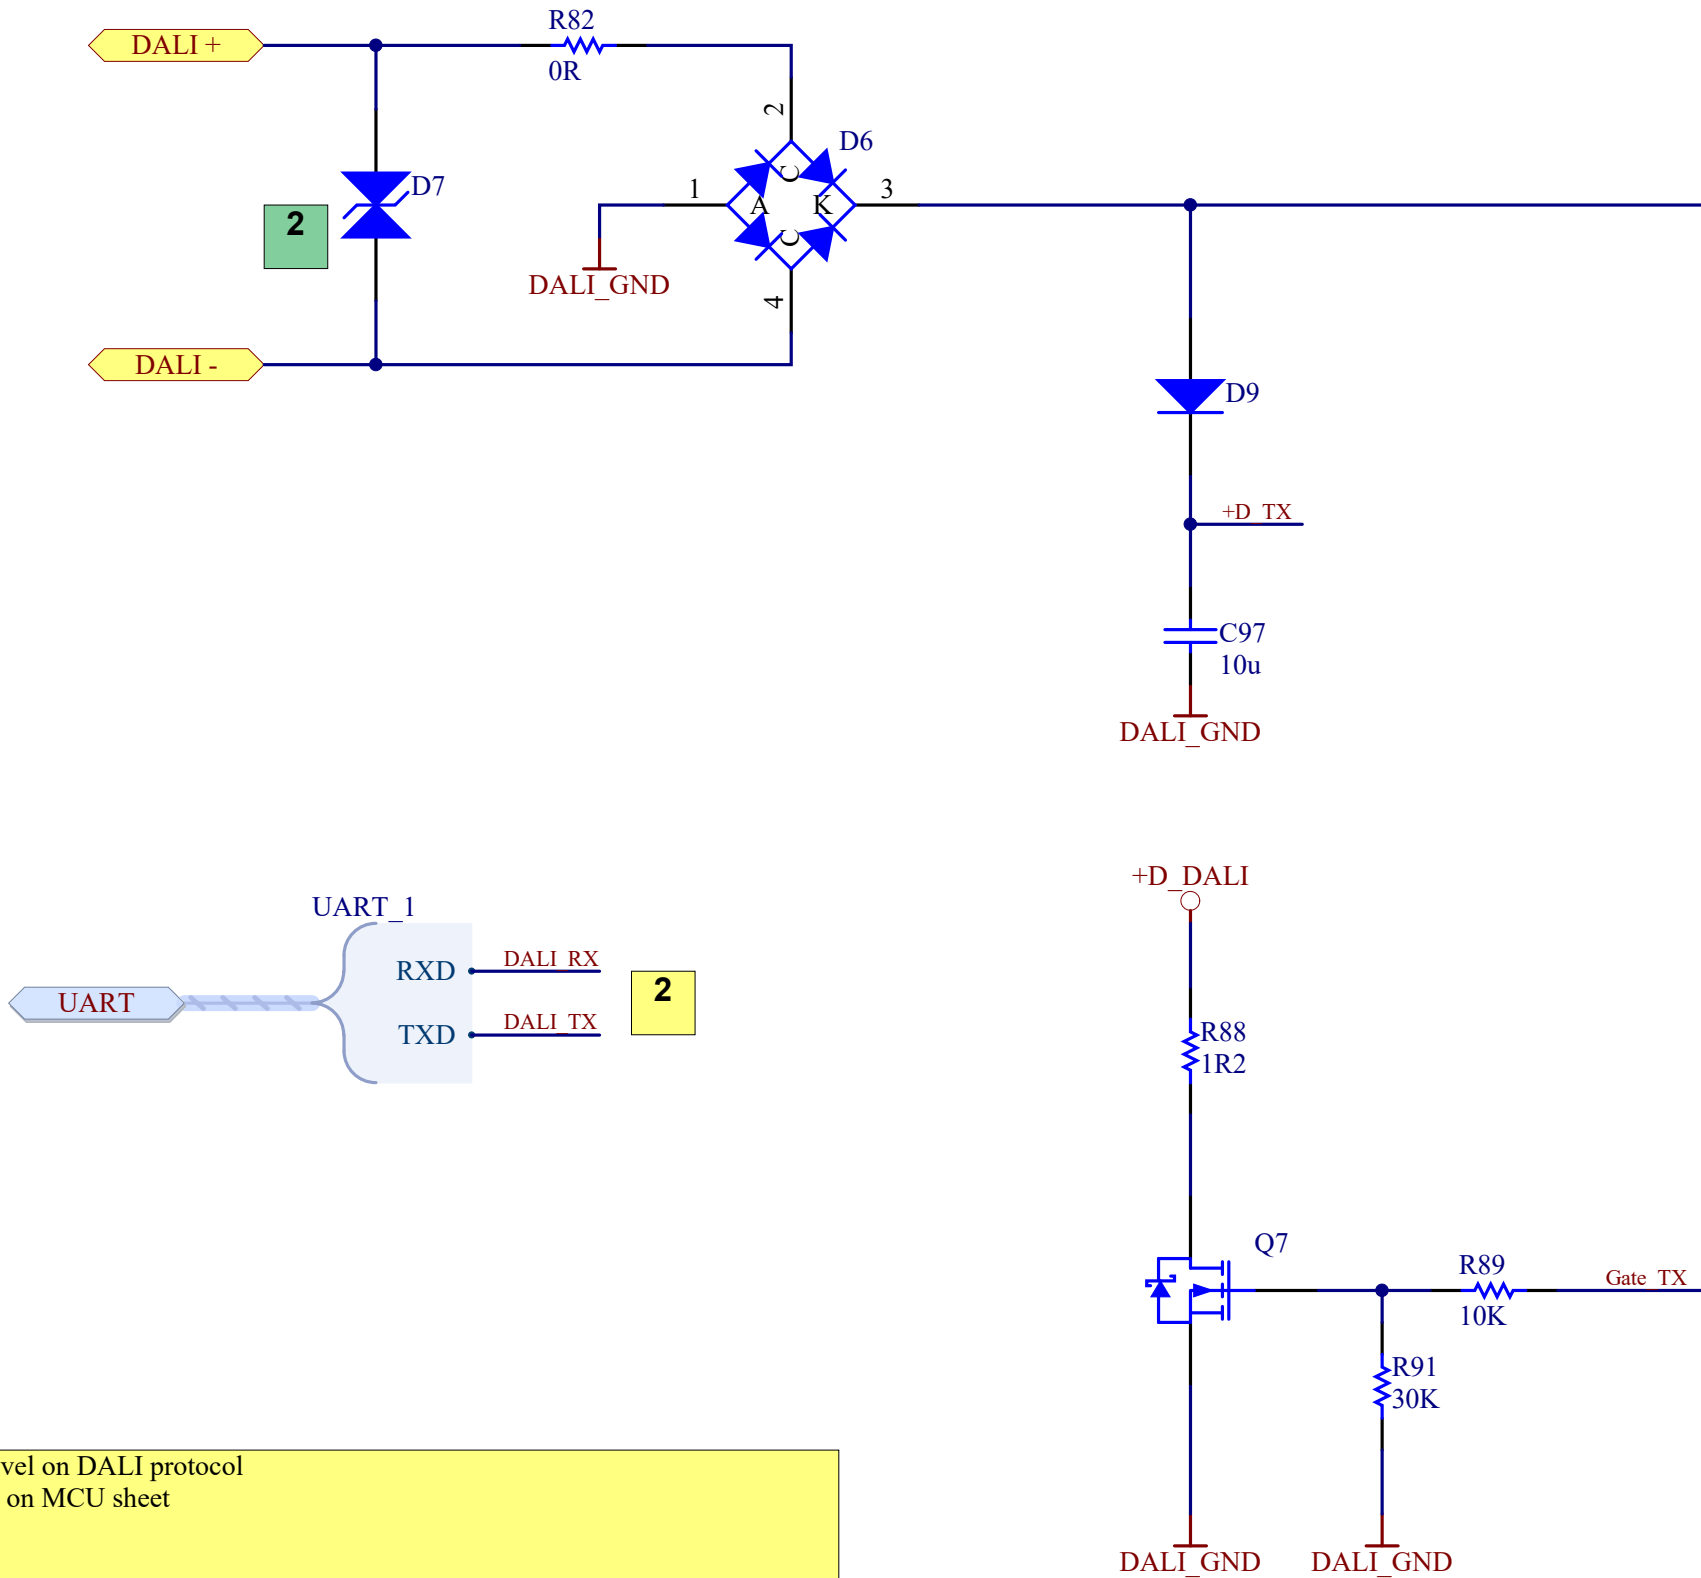 R82
DALI +
0R
2
D6
D7
1
A
C
K
C
3
2
DALI_GND
4
DALI -
D9
+D_TX
C97
10u
DALI_GND
+D_DALI
UART_1
RXD
DALI_RX
2
UART
TXD
DALI_TX
R88
1R2
Q7
R89
Gate_TX
10K
R91
30K
vel on DALI protocol
on MCU sheet
DALI_GND
DALI_GND